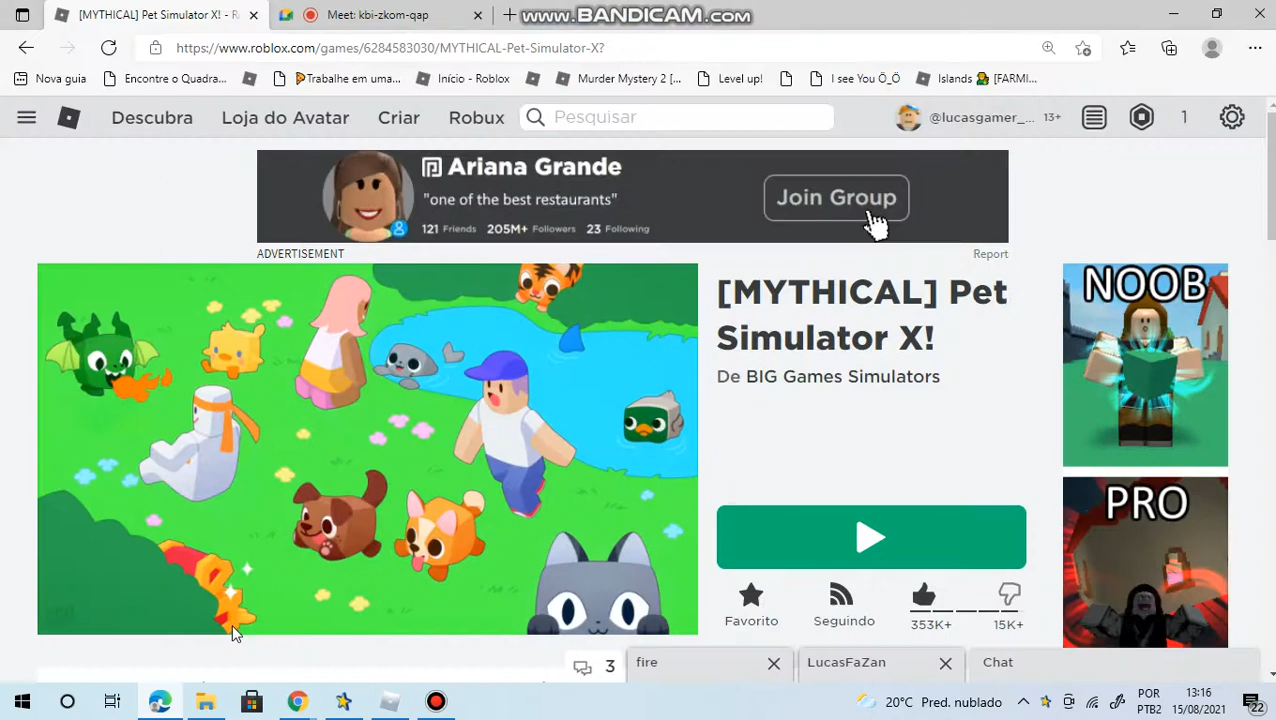 [MYTHICAL] Pet Simulator X! - R
Meet: kbi-zkom-qap
WWW.BANDICAM.COM
https://www.roblox.com/games/6284583030/MYTHICAL-Pet-Simulator-X?
Nova guia
Encontre o Quadra...
Trabalhe em uma...
Início - Roblox
Murder Mystery 2 [...
Level up!
I see You Ö_Ö
Islands [FARMI...
Descubra
Loja do Avatar
Criar
Robux
Pesquisar
@lucasgamer_...
13+
1
Ariana Grande
"one of the best restaurants"
121 Friends 205M+ Followers 23 Following
Join Group
ADVERTISEMENT
Report
[MYTHICAL] Pet
Simulator X!
De BIG Games Simulators
Favorito
Seguindo
353K+
15K+
NOOB
PRO
3
fire
LucasFaZan
Chat
20°C Pred. nublado
POR
PTB2
13:16
15/08/2021
22